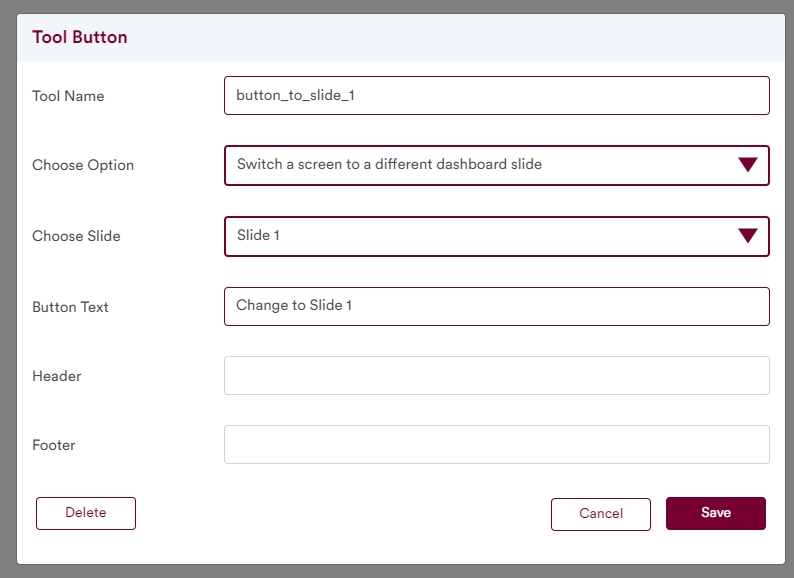 Tool Button
Tool Name
button_to_slide_1
Choose Option
Switch a screen to a different dashboard slide
Choose Slide
Slide 1
Button Text
Change to Slide 1
Header
Footer
Delete
Cancel
Save